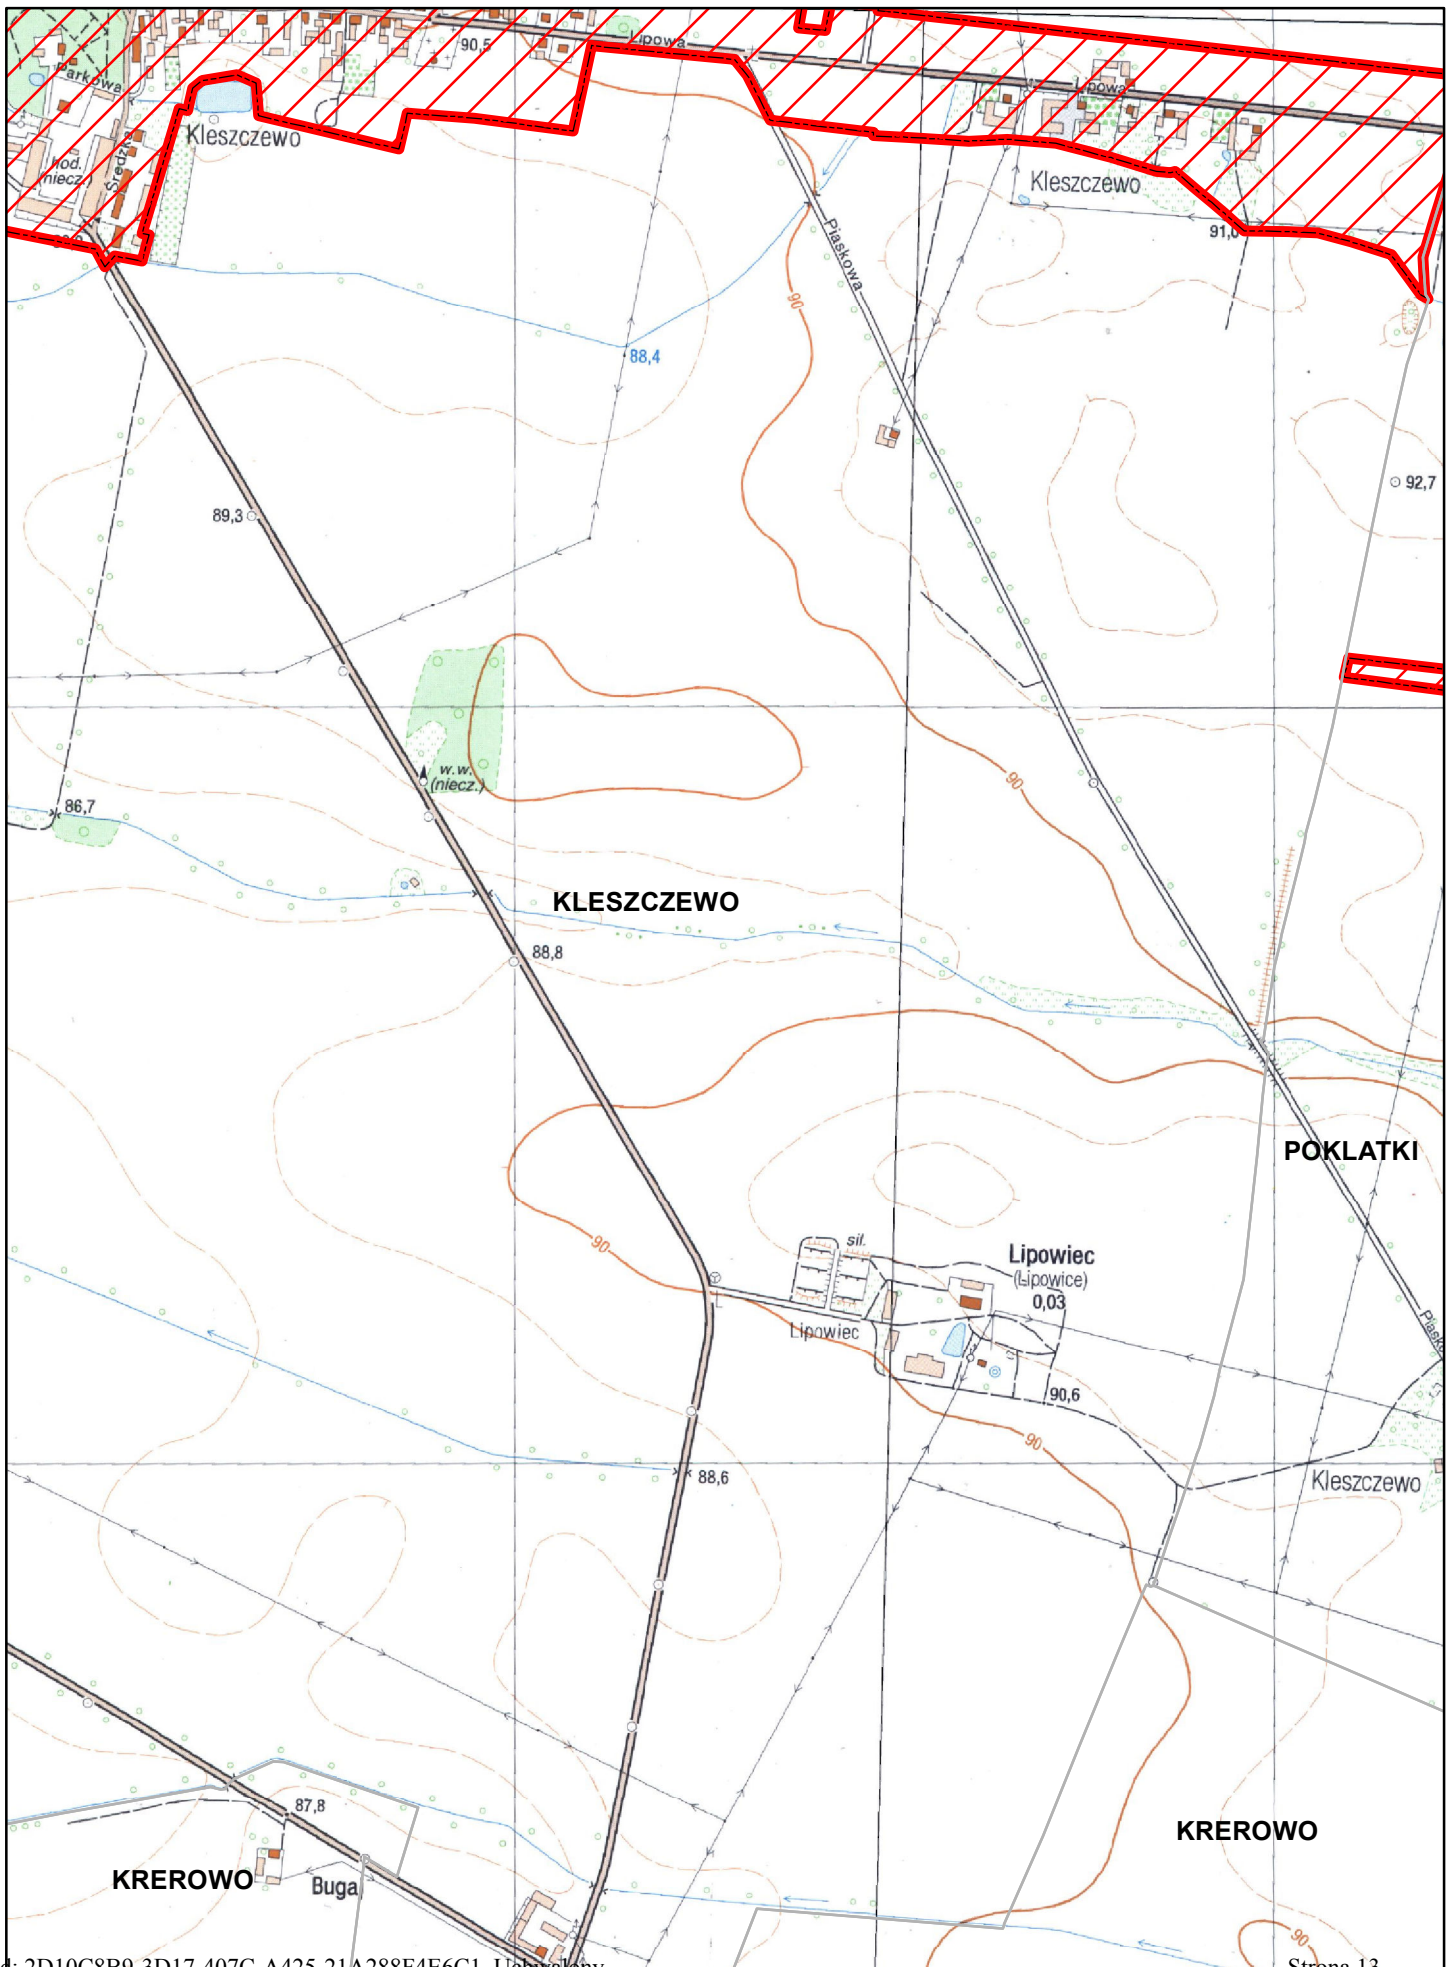 90,5
Lipowa
Parkowa
Kleszczewo
Lipowa
hod.
(niecz.)
Średzka
Kleszczewo
91,0
Piaskowa
90
88,4
92,7
89,3
w.w.
(niecz.)
90
86,7
KLESZCZEWO
88,8
POKLATKI
90
sil.
Lipowiec
(Lipowice)
0,03
Lipowiec
90,6
90
88,6
Kleszczewo
87,8
KREROWO
KREROWO
Buga
90
Strona 13